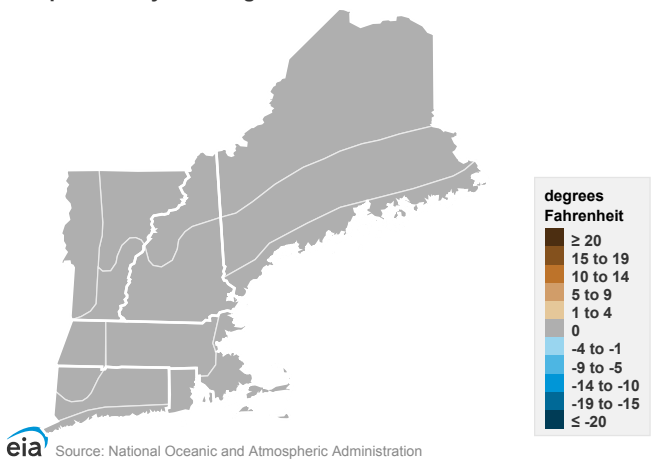 degrees
Fahrenheit
≥ 20
15 to 19
10 to 14
5 to 9
1 to 4
0
-4 to -1
-9 to -5
-14 to -10
-19 to -15
≤ -20
eia Source: National Oceanic and Atmospheric Administration